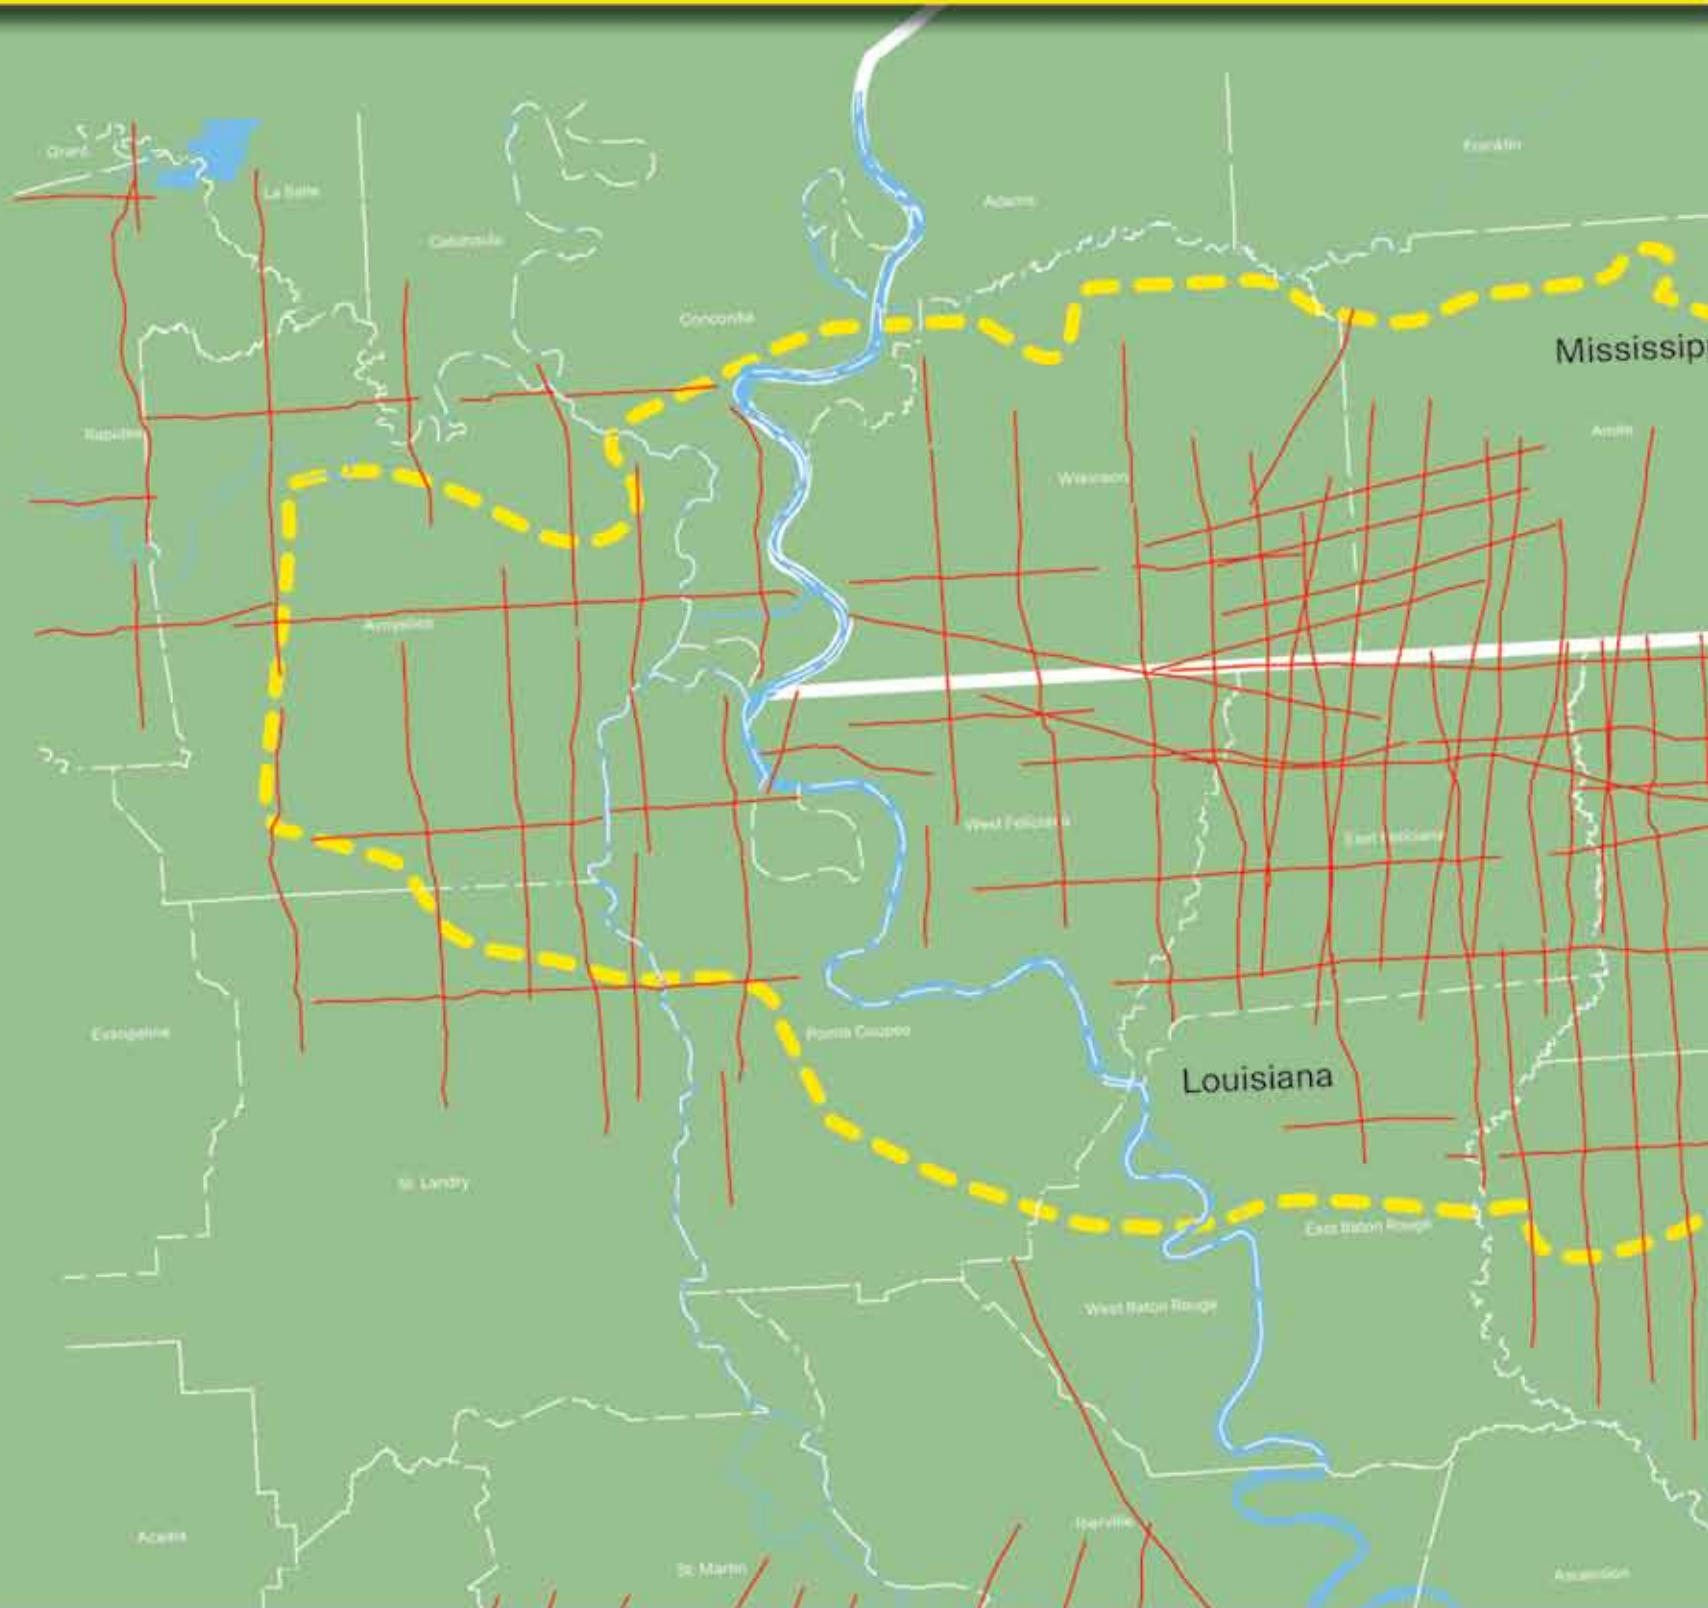 Grant
Franklin
La Salle
Adams
Catahoula
Concordia
Mississip
Rapides
Amite
Wilkinson
Avoyelles
West Feliciana
East Feliciana
Evangeline
Pointe Coupee
Louisiana
St. Landry
East Baton Rouge
West Baton Rouge
Iberville
Acadia
St. Martin
Ascension